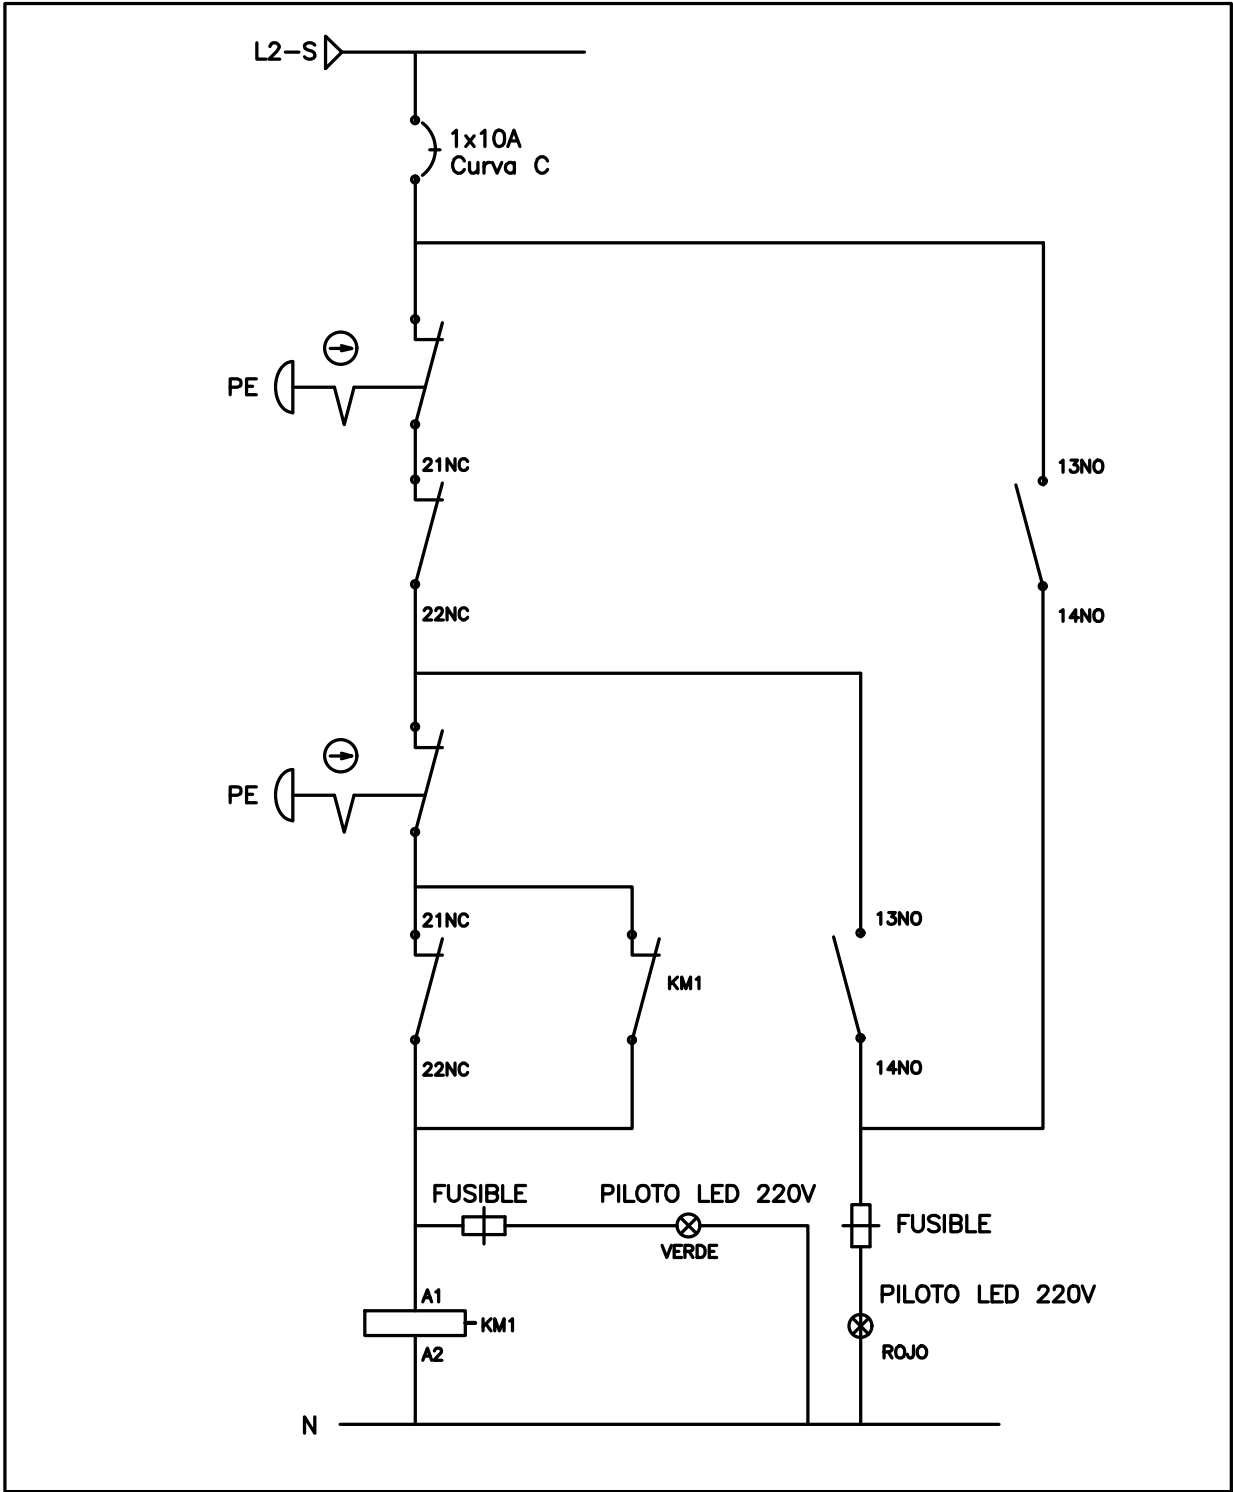 L2-S
1x10A
Curva C
PE
21NC
13NO
22NC
14NO
PE
21NC
13NO
KM1
22NC
14NO
FUSIBLE
PILOTO LED 220V
FUSIBLE
VERDE
PILOTO LED 220V
A1
KM1
A2
ROJO
N